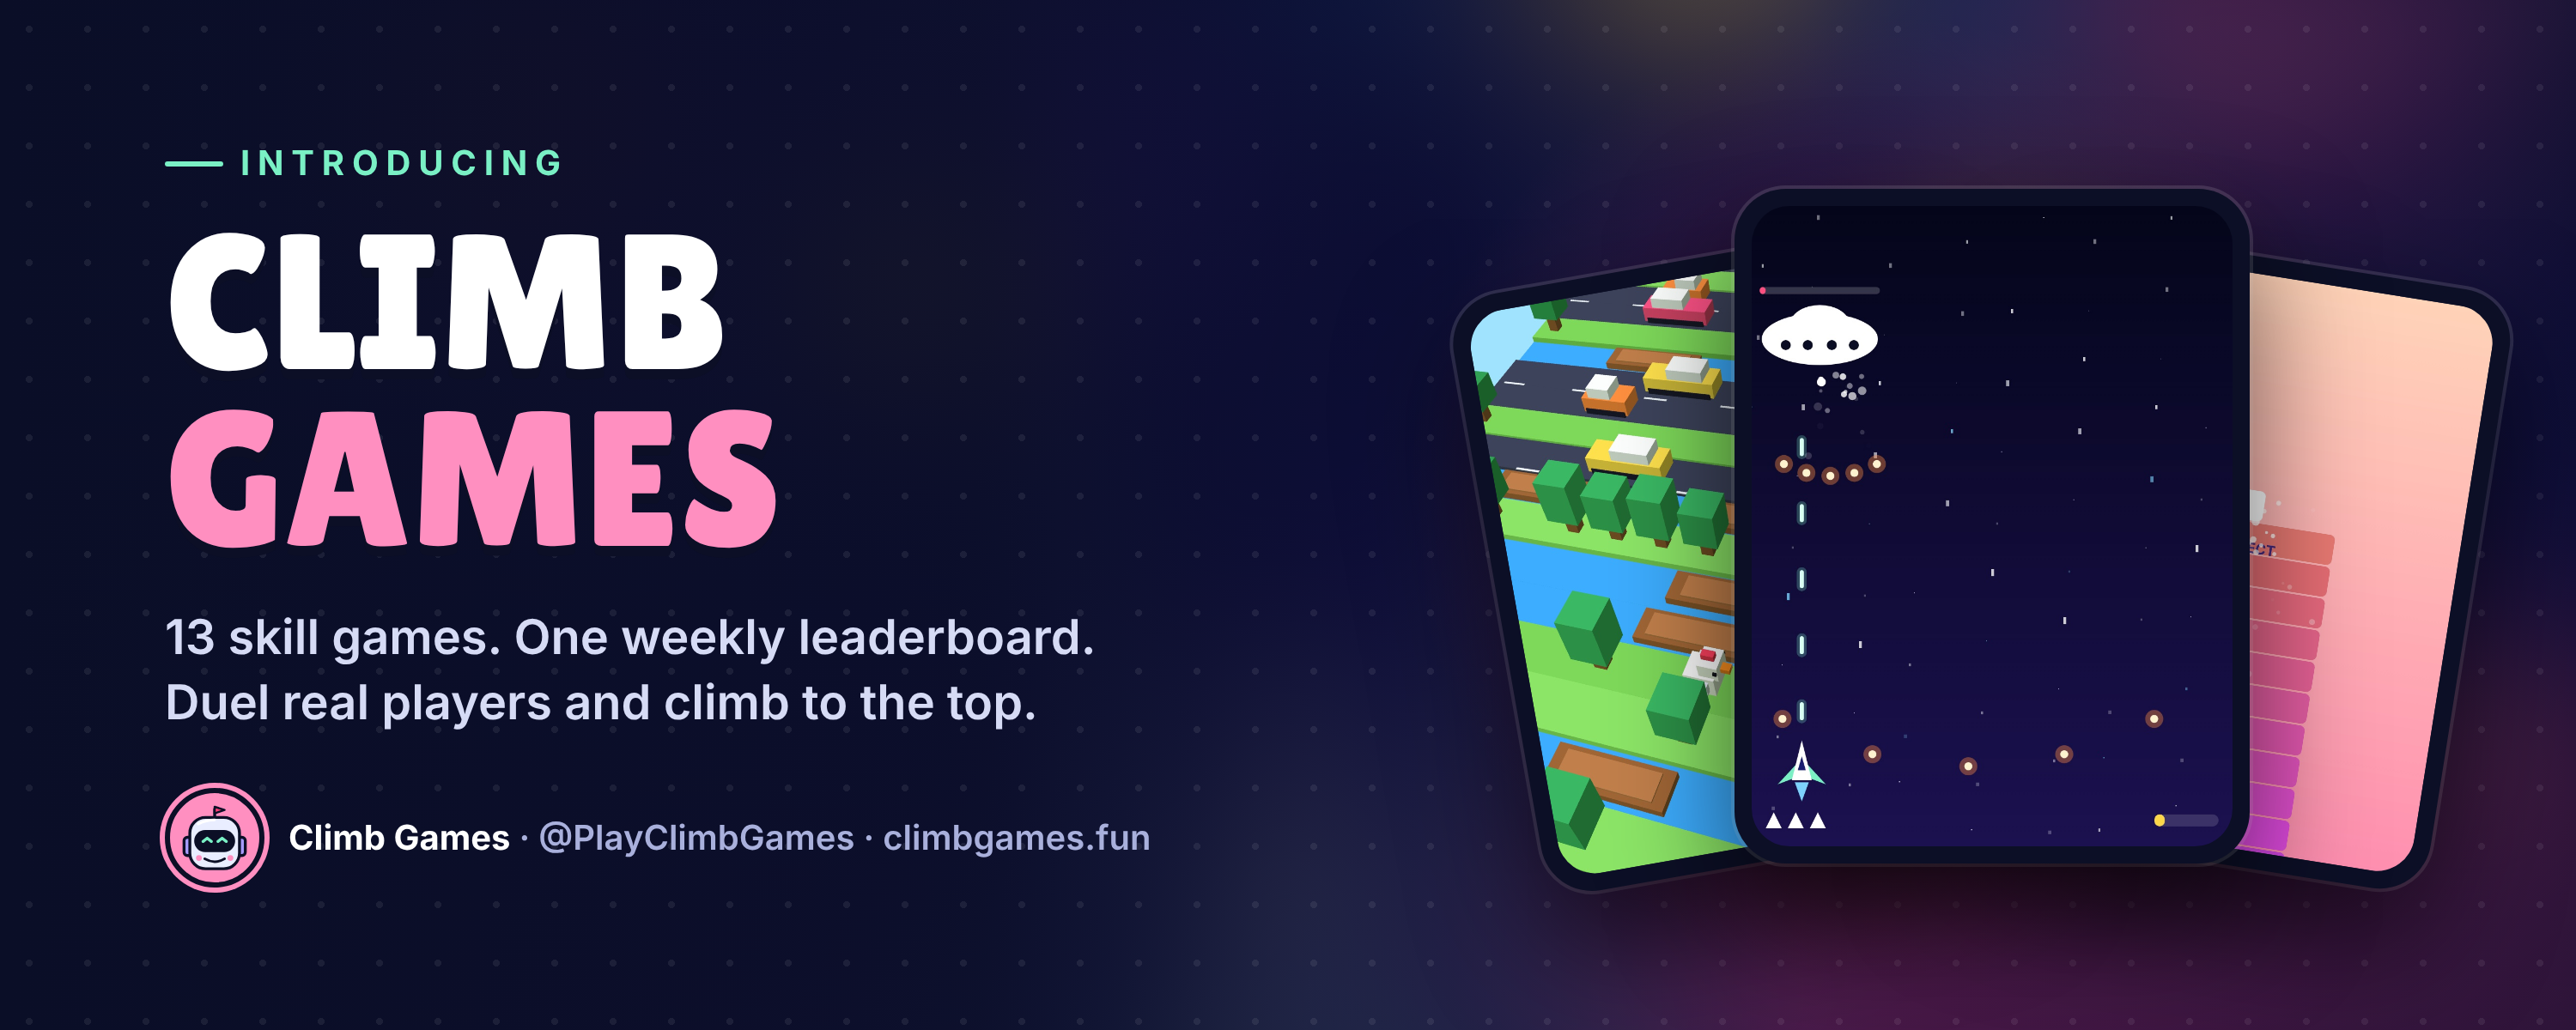 INTRODUCING
CLIMB
GAMES
13 skill games. One weekly leaderboard.
Duel real players and climb to the top.
Climb Games · @PlayClimbGames · climbgames.fun